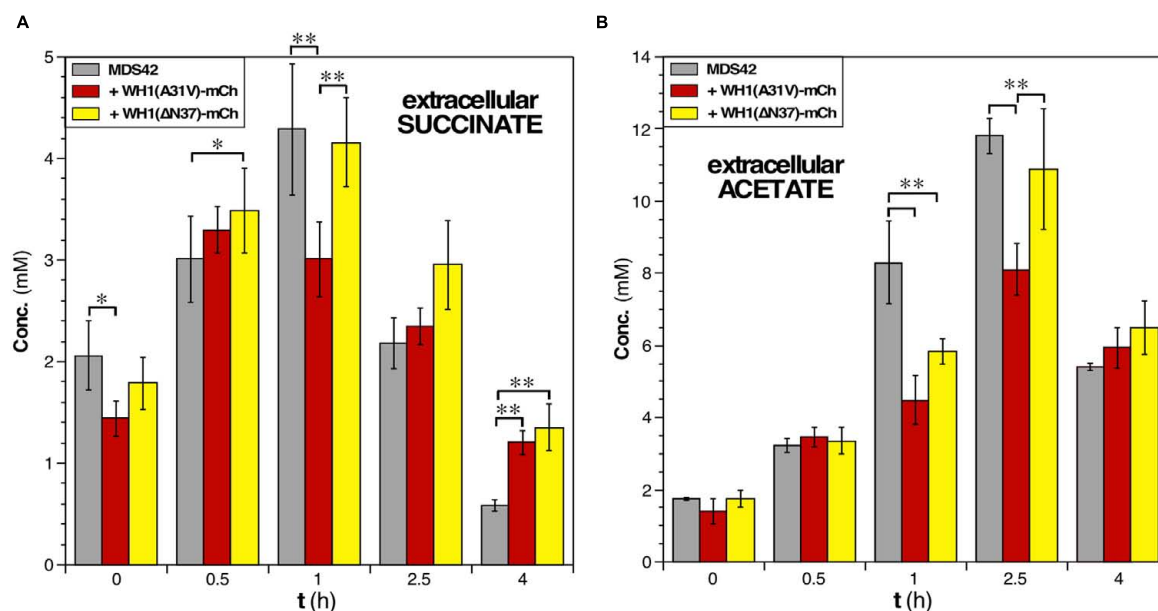 A
MDS42
+ WH1(A31V)-mCh
+ WH1(ΔN37)-mCh
extracellular
SUCCINATE
Conc. (mM)
5
4
3
2
1
0
*
*
**
**
**
**
0 0.5 1 2.5 4
t (h)
B
MDS42
+ WH1(A31V)-mCh
+ WH1(ΔN37)-mCh
extracellular
ACETATE
Conc. (mM)
14
12
10
8
6
4
2
0
**
**
**
0 0.5 1 2.5 4
t (h)